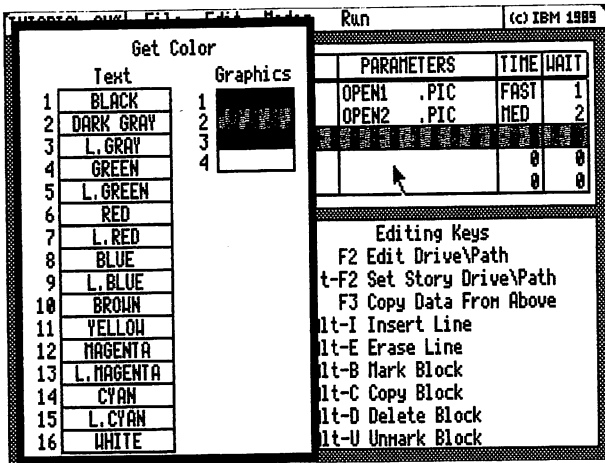 Run (c) IBM 1989
Get Color
Text Graphics
1 BLACK
2 DARK GRAY
3 L.GRAY
4 GREEN
5 L.GREEN
6 RED
7 L.RED
8 BLUE
9 L.BLUE
10 BROWN
11 YELLOW
12 MAGENTA
13 L.MAGENTA
14 CYAN
15 L.CYAN
16 WHITE
1
2
3
4
PARAMETERS TIME WAIT
OPEN1 .PIC FAST 1
OPEN2 .PIC MED 2
0 0
0 0
Editing Keys
F2 Edit Drive\Path
t-F2 Set Story Drive\Path
F3 Copy Data From Above
lt-I Insert Line
lt-E Erase Line
lt-B Mark Block
lt-C Copy Block
lt-D Delete Block
lt-U Unmark Block